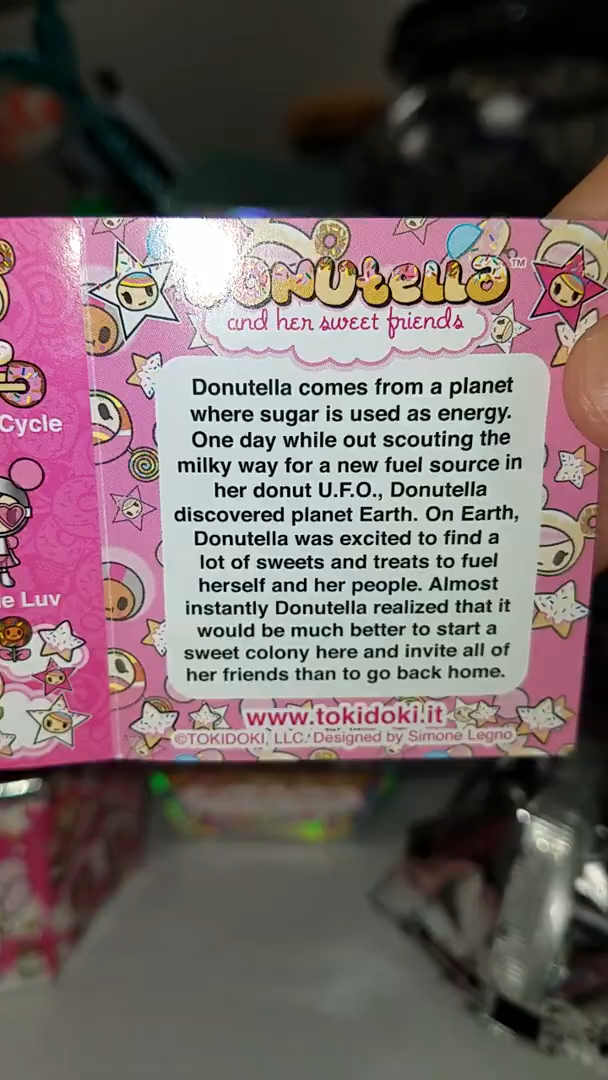 DONUtella™
and her sweet friends
Donutella comes from a planet
where sugar is used as energy.
One day while out scouting the
milky way for a new fuel source in
her donut U.F.O., Donutella
discovered planet Earth. On Earth,
Donutella was excited to find a
lot of sweets and treats to fuel
herself and her people. Almost
instantly Donutella realized that it
would be much better to start a
sweet colony here and invite all of
her friends than to go back home.
www.tokidoki.it
©TOKIDOKI, LLC. Designed by Simone Legno
Cycle
e Luv